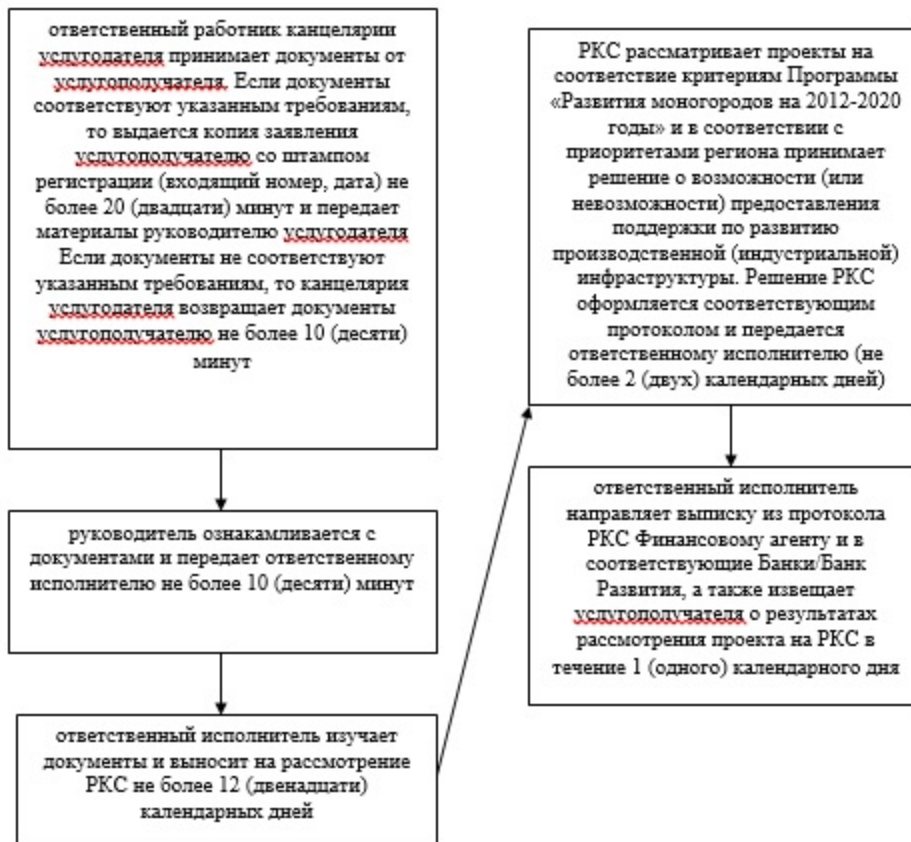 ответственный работник канцелярии
услугодателя принимает документы от
услугополучателя. Если документы
соответствуют указанным требованиям,
то выдается копия заявления
услугополучателю со штампом
регистрации (входящий номер, дата) не
более 20 (двадцати) минут и передает
материалы руководителю услугодателя
Если документы не соответствуют
указанным требованиям, то канцелярия
услугодателя возвращает документы
услугополучателю не более 10 (десяти)
минут
руководитель ознакамливается с
документами и передает ответственному
исполнителю не более 10 (десяти) минут
ответственный исполнитель изучает
документы и выносит на рассмотрение
РКС не более 12 (двенадцати)
календарных дней
РКС рассматривает проекты на
соответствие критериям Программы
«Развития моногородов на 2012-2020
годы» и в соответствии с
приоритетами региона принимает
решение о возможности (или
невозможности) предоставления
поддержки по развитию
производственной (индустриальной)
инфраструктуры. Решение РКС
оформляется соответствующим
протоколом и передается
ответственному исполнителю (не
более 2 (двух) календарных дней)
ответственный исполнитель
направляет выписку из протокола
РКС Финансовому агенту и в
соответствующие Банки/Банк
Развития, а также извещает
услугополучателя о результатах
рассмотрения проекта на РКС в
течение 1 (одного) календарного дня